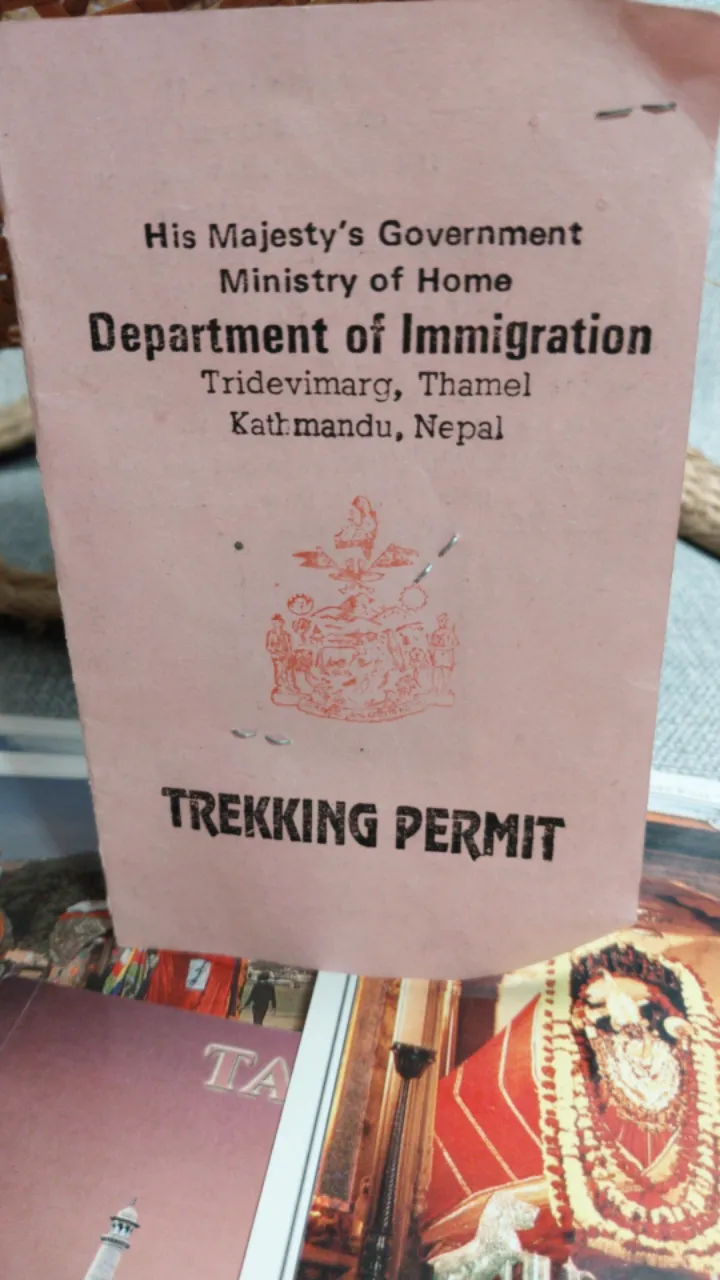 His Majesty's Government
Ministry of Home
Department of Immigration
Tridevimarg, Thamel
Kathmandu, Nepal
TREKKING PERMIT
TA